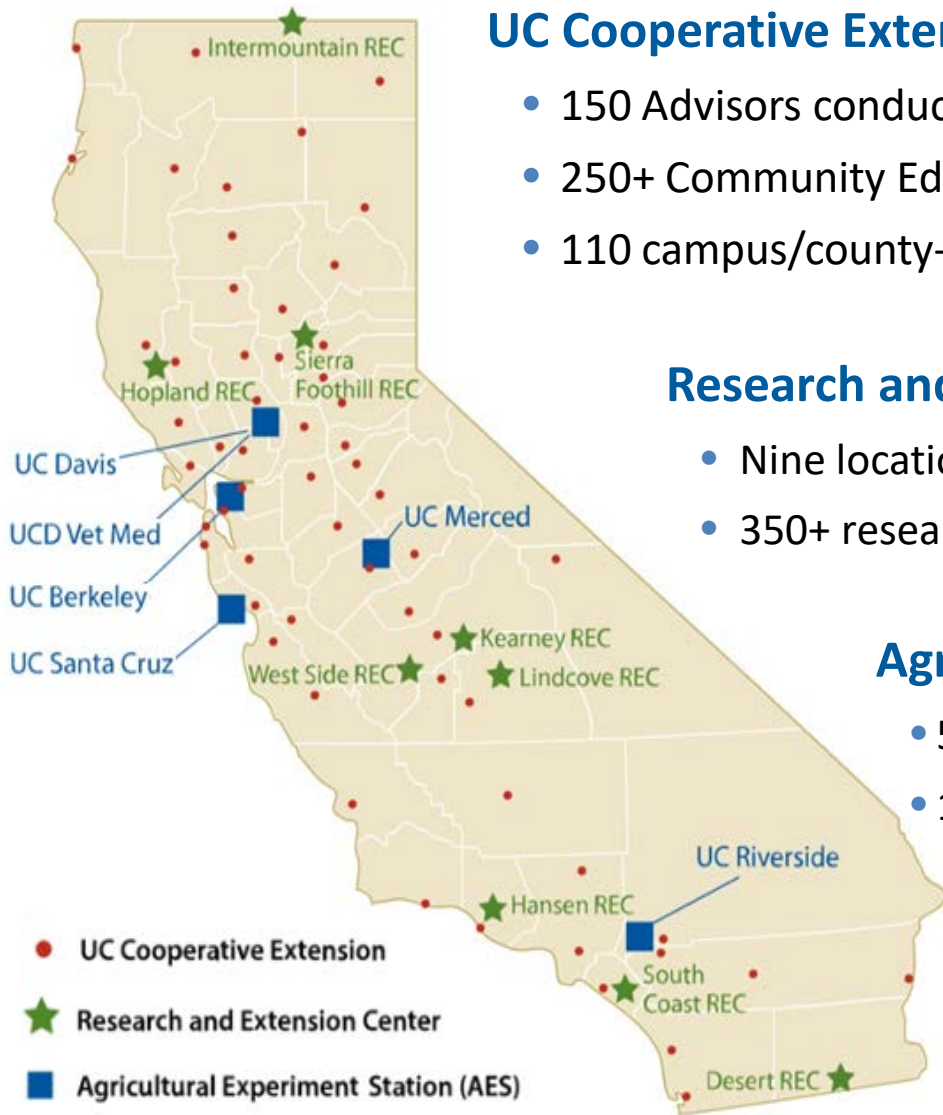 UC Cooperative Exten
• 150 Advisors conduc
• 250+ Community Ed
• 110 campus/county-
Research and
• Nine locatio
• 350+ resea
Agr
Intermountain REC
Sierra
Foothill REC
Hopland REC
UC Davis
UCD Vet Med
UC Berkeley
UC Santa Cruz
UC Merced
Kearney REC
West Side REC
Lindcove REC
UC Riverside
Hansen REC
South
Coast REC
Desert REC
UC Cooperative Extension
Research and Extension Center
Agricultural Experiment Station (AES)